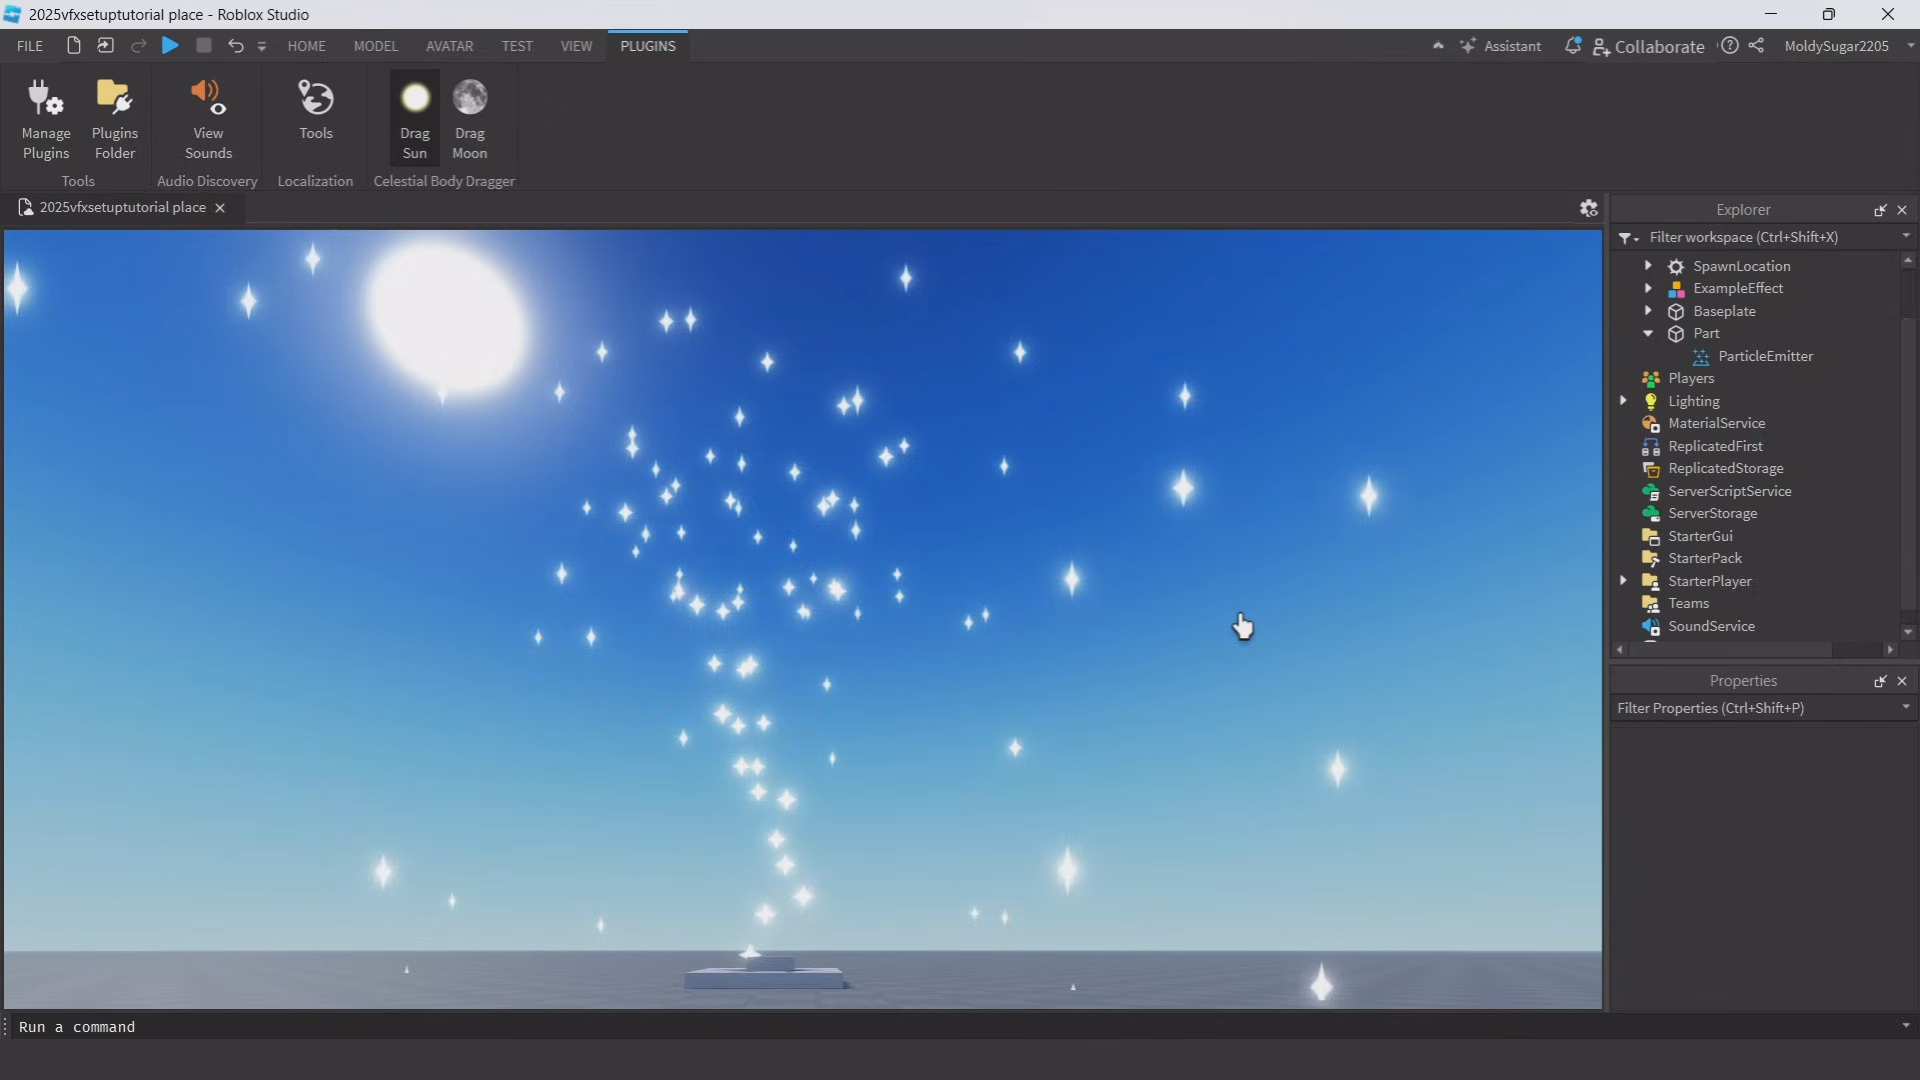 2025vfxsetuptutorial place - Roblox Studio
FILE
HOME
MODEL
AVATAR
TEST
VIEW
PLUGINS
Assistant
Collaborate
MoldySugar2205
Manage Plugins
Plugins Folder
View Sounds
Tools
Drag Sun
Drag Moon
Tools
Audio Discovery
Localization
Celestial Body Dragger
2025vfxsetuptutorial place
Explorer
Filter workspace (Ctrl+Shift+X)
SpawnLocation
ExampleEffect
Baseplate
Part
ParticleEmitter
Players
Lighting
MaterialService
ReplicatedFirst
ReplicatedStorage
ServerScriptService
ServerStorage
StarterGui
StarterPack
StarterPlayer
Teams
SoundService
Properties
Filter Properties (Ctrl+Shift+P)
Run a command